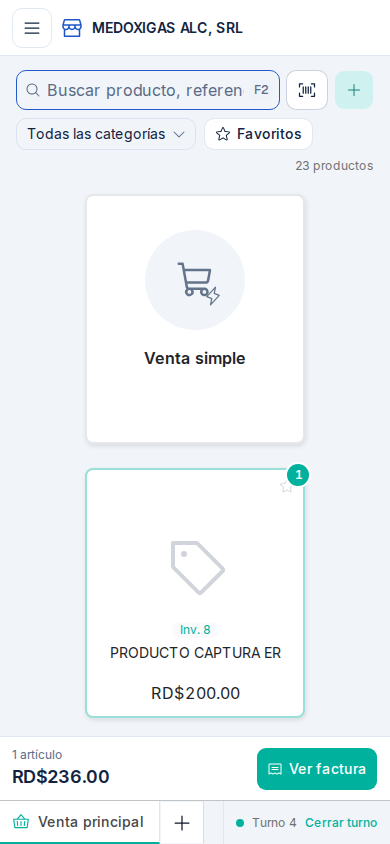 MEDOXIGAS ALC, SRL
Buscar producto, referen F2
Todas las categorías Favoritos
23 productos
Venta simple
1
Inv. 8
PRODUCTO CAPTURA ER
RD$200.00
1 artículo
RD$236.00
Ver factura
Venta principal
Turno 4 Cerrar turno